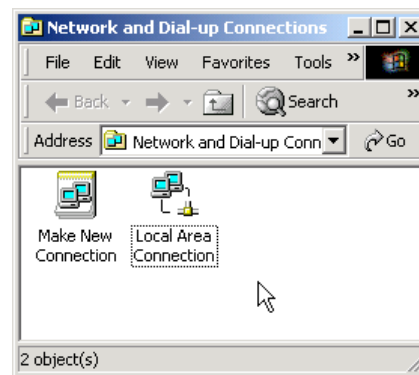 Network and Dial-up Connections
File Edit View Favorites Tools »
Back Search »
Address Network and Dial-up Conn Go
Make New Connection
Local Area Connection
2 object(s)